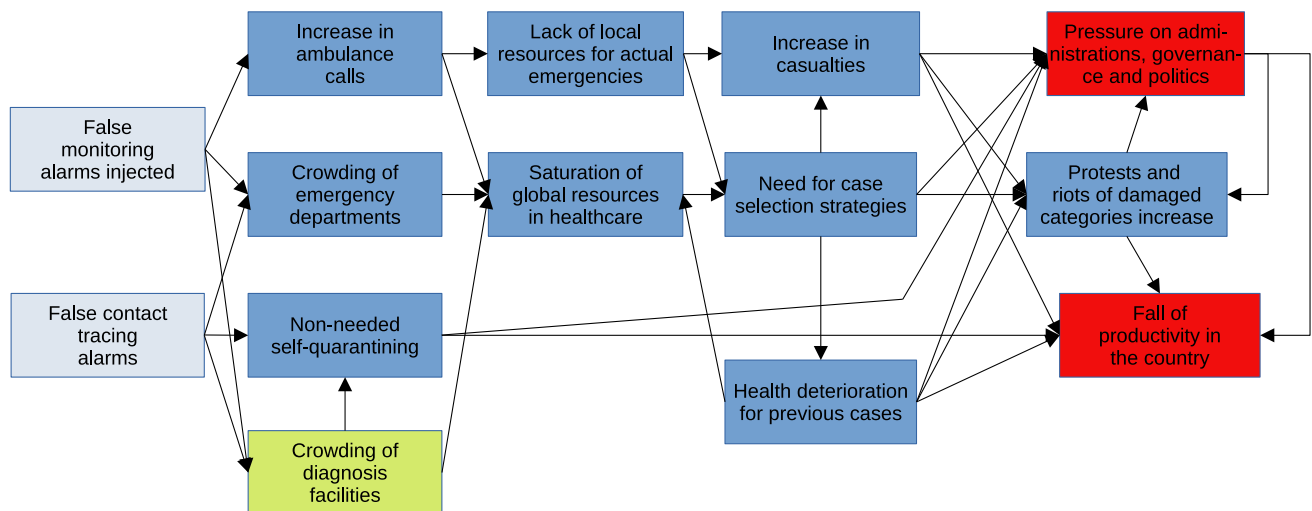 Increase in
ambulance
calls
Lack of local
resources for actual
emergencies
Increase in
casualties
Pressure on admi-
nistrations, governan-
ce and politics
False
monitoring
alarms injected
Crowding of
emergency
departments
Saturation of
global resources
in healthcare
Need for case
selection strategies
Protests and
riots of damaged
categories increase
False contact
tracing
alarms
Non-needed
self-quarantining
Fall of
productivity in
the country
Health deterioration
for previous cases
Crowding of
diagnosis
facilities